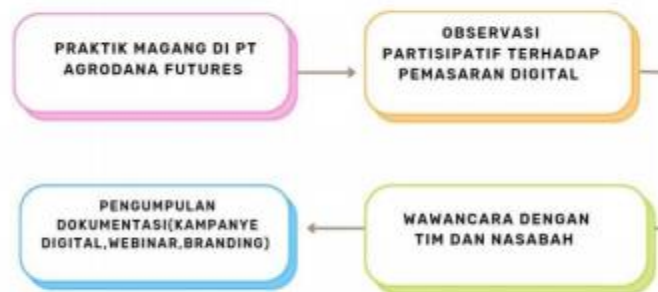 PRAKTIK MAGANG DI PT
AGRODANA FUTURES
OBSERVASI
PARTISIPATIF TERHADAP
PEMASARAN DIGITAL
PENGUMPULAN
DOKUMENTASI(KAMPANYE
DIGITAL,WEBINAR,BRANDING)
WAWANCARA DENGAN
TIM DAN NASABAH